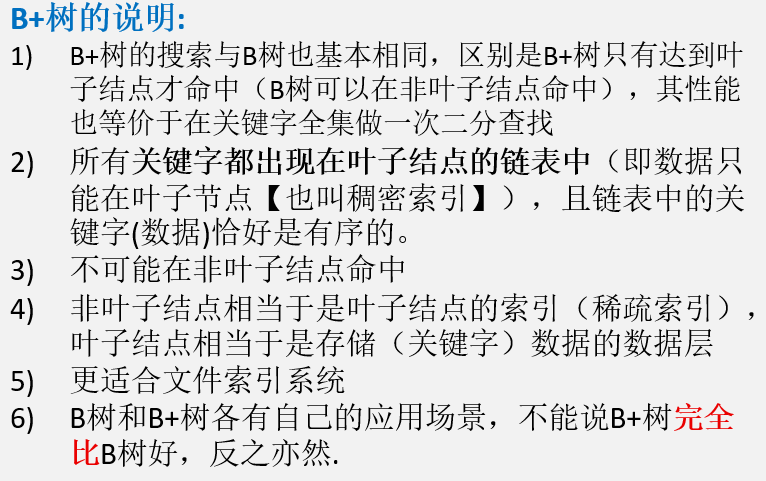 B+树的说明:
1) B+树的搜索与B树也基本相同，区别是B+树只有达到叶
子结点才命中（B树可以在非叶子结点命中），其性能
也等价于在关键字全集做一次二分查找
2) 所有关键字都出现在叶子结点的链表中（即数据只
能在叶子节点【也叫稠密索引】），且链表中的关
键字(数据)恰好是有序的。
3) 不可能在非叶子结点命中
4) 非叶子结点相当于是叶子结点的索引（稀疏索引），
叶子结点相当于是存储（关键字）数据的数据层
5) 更适合文件索引系统
6) B树和B+树各有自己的应用场景，不能说B+树完全
比B树好，反之亦然.